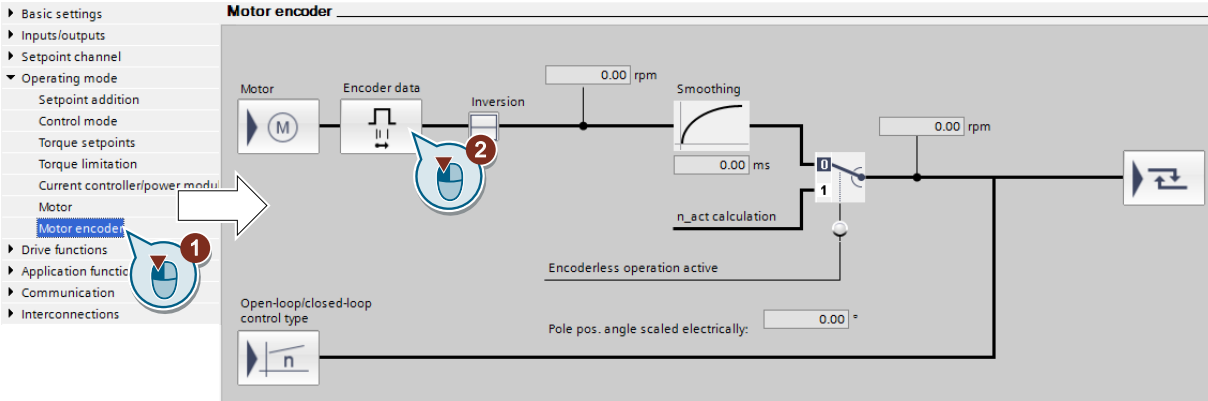 Basic settings
Inputs/outputs
Setpoint channel
Operating mode
Setpoint addition
Control mode
Torque setpoints
Torque limitation
Current controller/power modu
Motor
Motor encoder
Drive functions
Application functio
Communication
Interconnections
1
Motor encoder
Motor
M
Encoder data
2
Inversion
0.00 rpm
Smoothing
0.00 ms
n_act calculation
0
1
0.00 rpm
Encoderless operation active
Open-loop/closed-loop
control type
n
Pole pos. angle scaled electrically: 0.00 °